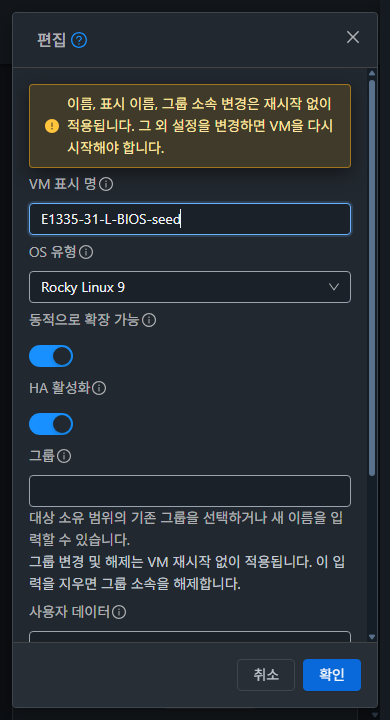 편집
이름, 표시 이름, 그룹 소속 변경은 재시작 없이
적용됩니다. 그 외 설정을 변경하면 VM을 다시
시작해야 합니다.
VM 표시 명
E1335-31-L-BIOS-seed
OS 유형
Rocky Linux 9
동적으로 확장 가능
HA 활성화
그룹
대상 소유 범위의 기존 그룹을 선택하거나 새 이름을 입
력할 수 있습니다.
그룹 변경 및 해제는 VM 재시작 없이 적용됩니다. 이 입
력을 지우면 그룹 소속을 해제합니다.
사용자 데이터
취소
확인